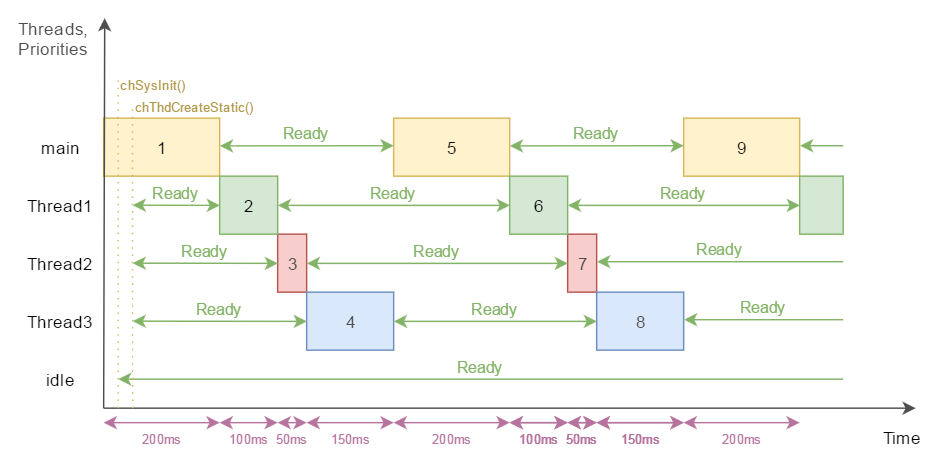 Threads,
Priorities
chSysInit()
chThdCreateStatic()
main
1
Ready
5
Ready
9
Thread1
Ready
2
Ready
6
Ready
Thread2
Ready
3
Ready
7
Ready
Thread3
Ready
4
Ready
8
Ready
idle
Ready
200ms
100ms
50ms
150ms
200ms
100ms
50ms
150ms
200ms
Time